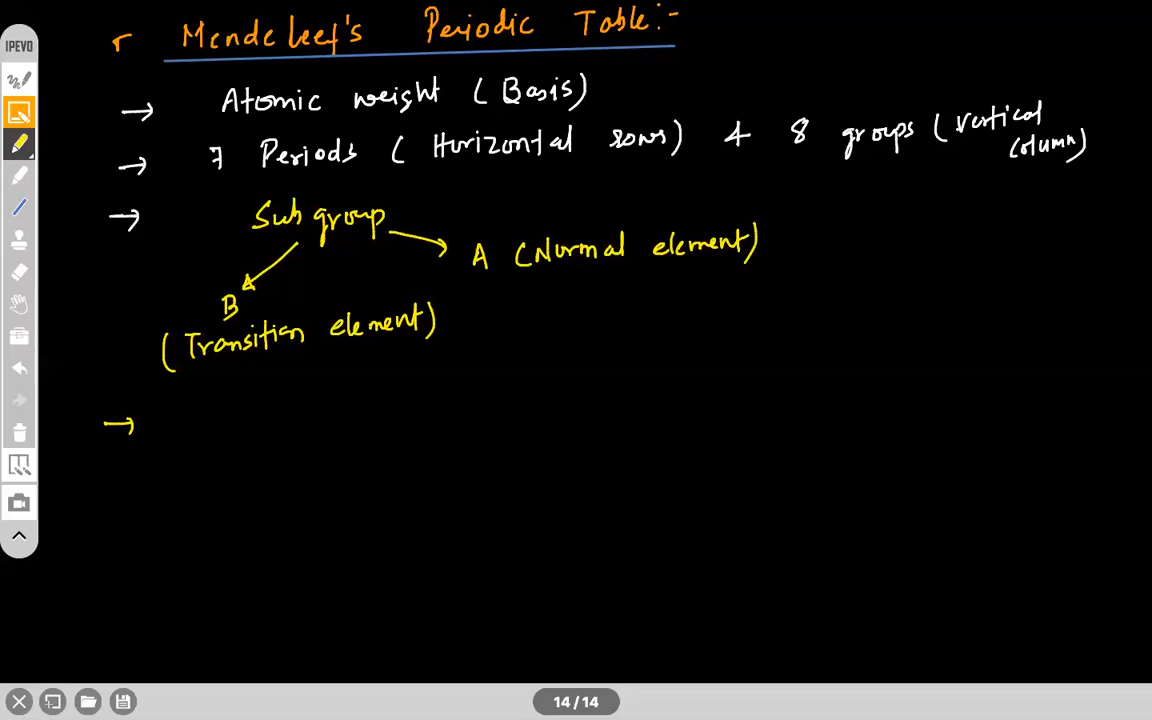 IPEVO
Mendeleef's Periodic Table:-
→ Atomic weight (Basis)
→ 7 Periods (Horizontal rows) & 8 groups (vertical column)
→ Sub group
A (Normal element)
B
(Transition element)
→
14 / 14